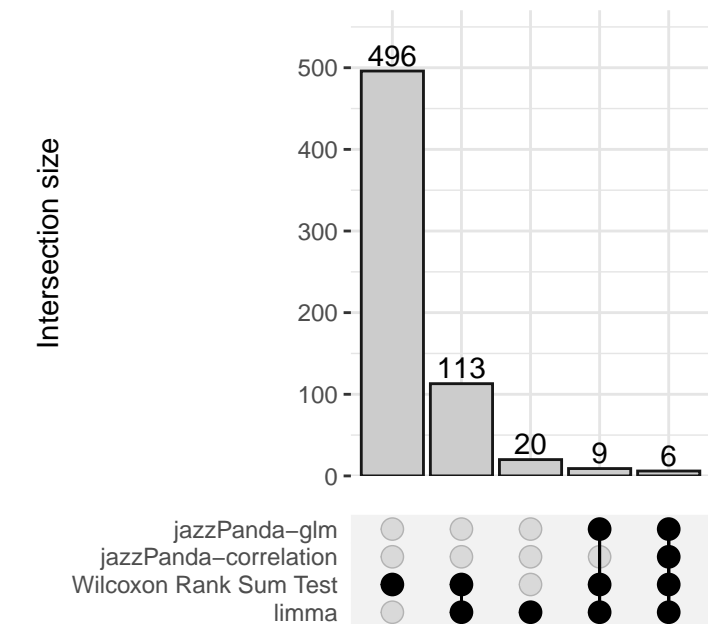 Intersection size
500
400
300
200
100
0
496
113
20
9
6
jazzPanda−glm
jazzPanda−correlation
Wilcoxon Rank Sum Test
limma